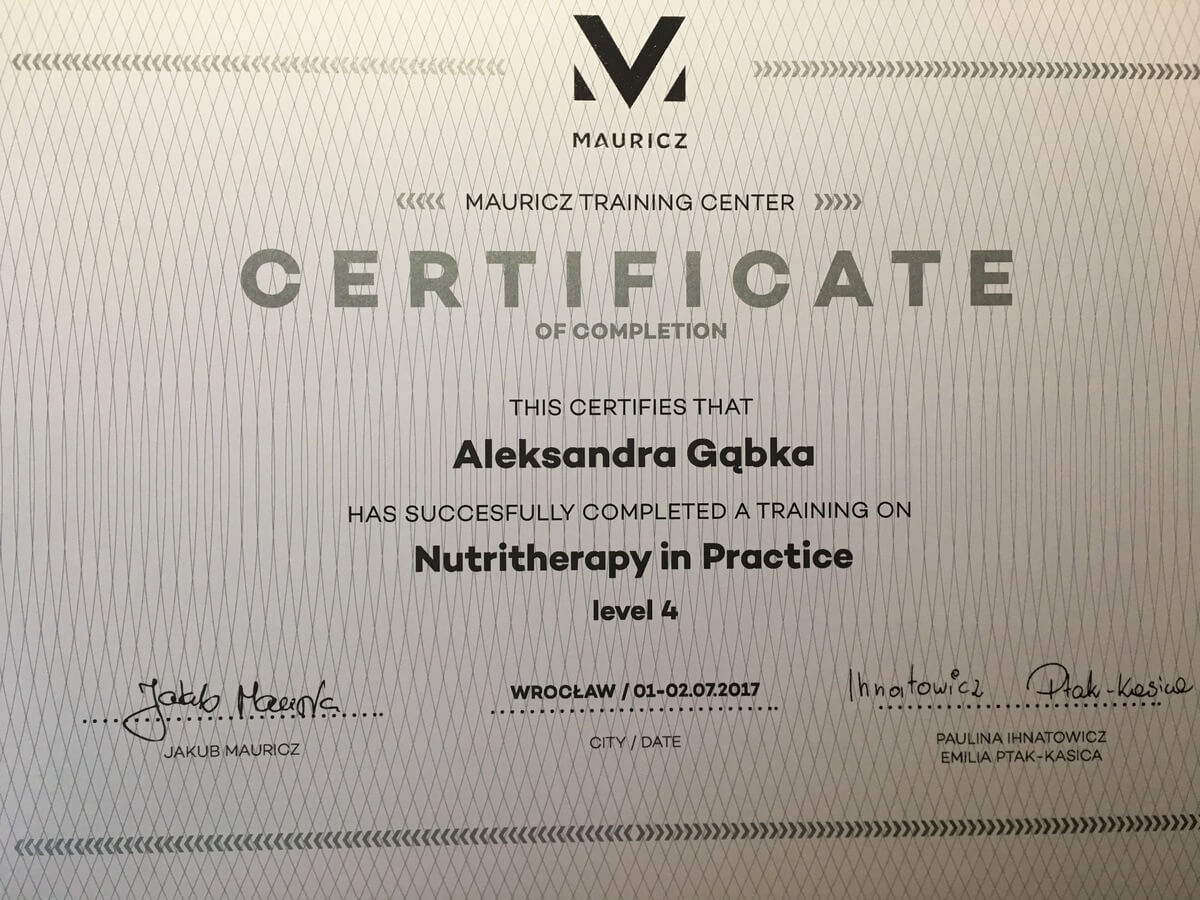 MAURICZ
MAURICZ TRAINING CENTER
CERTIFICATE
OF COMPLETION
THIS CERTIFIES THAT
Aleksandra Gąbka
HAS SUCCESFULLY COMPLETED A TRAINING ON
Nutritherapy in Practice
level 4
Jakub Mauricz
WROCŁAW / 01-02.07.2017
Ihnatowicz Ptak-Kasica
JAKUB MAURICZ
CITY / DATE
PAULINA IHNATOWICZ
EMILIA PTAK-KASICA